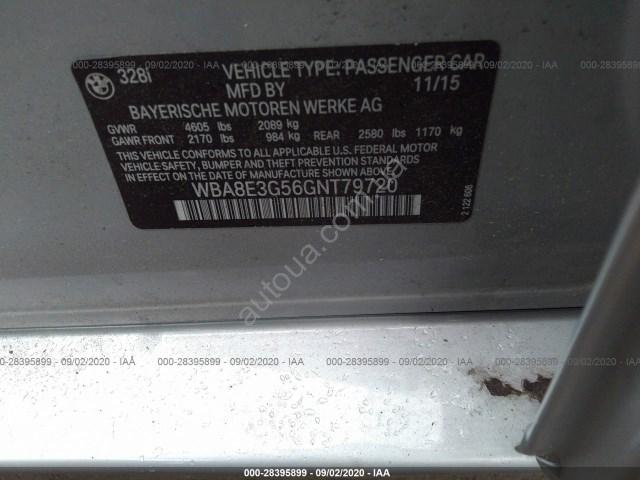 000-28395899 - 09/02/2020 - IAA
328i VEHICLE TYPE: PASSENGER CAR
MFD BY 11/15
BAYERISCHE MOTOREN WERKE AG
GVWR 4605 lbs 2089 kg
GAWR FRONT 2170 lbs 984 kg REAR 2580 lbs 1170 kg
THIS VEHICLE CONFORMS TO ALL APPLICABLE U.S. FEDERAL MOTOR
VEHICLE SAFETY, BUMPER AND THEFT PREVENTION STANDARDS
IN EFFECT ON THE DATE OF MANUFACTURE SHOWN ABOVE.
WBA8E3G56GNT79720
2 122 606
autoua.com
000-28395899 - 09/02/2020 - IAA
000-28395899 - 09/02/2020 - IAA